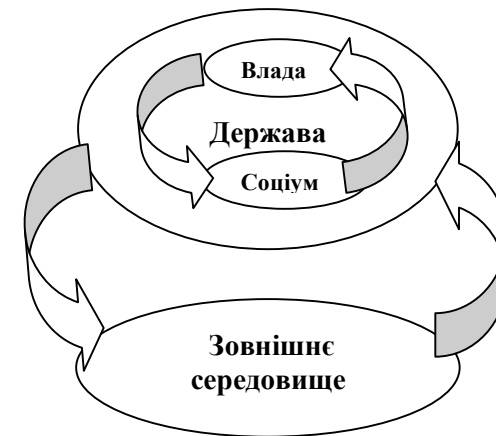 Влада
Держава
Соціум
Зовнішнє
середовище